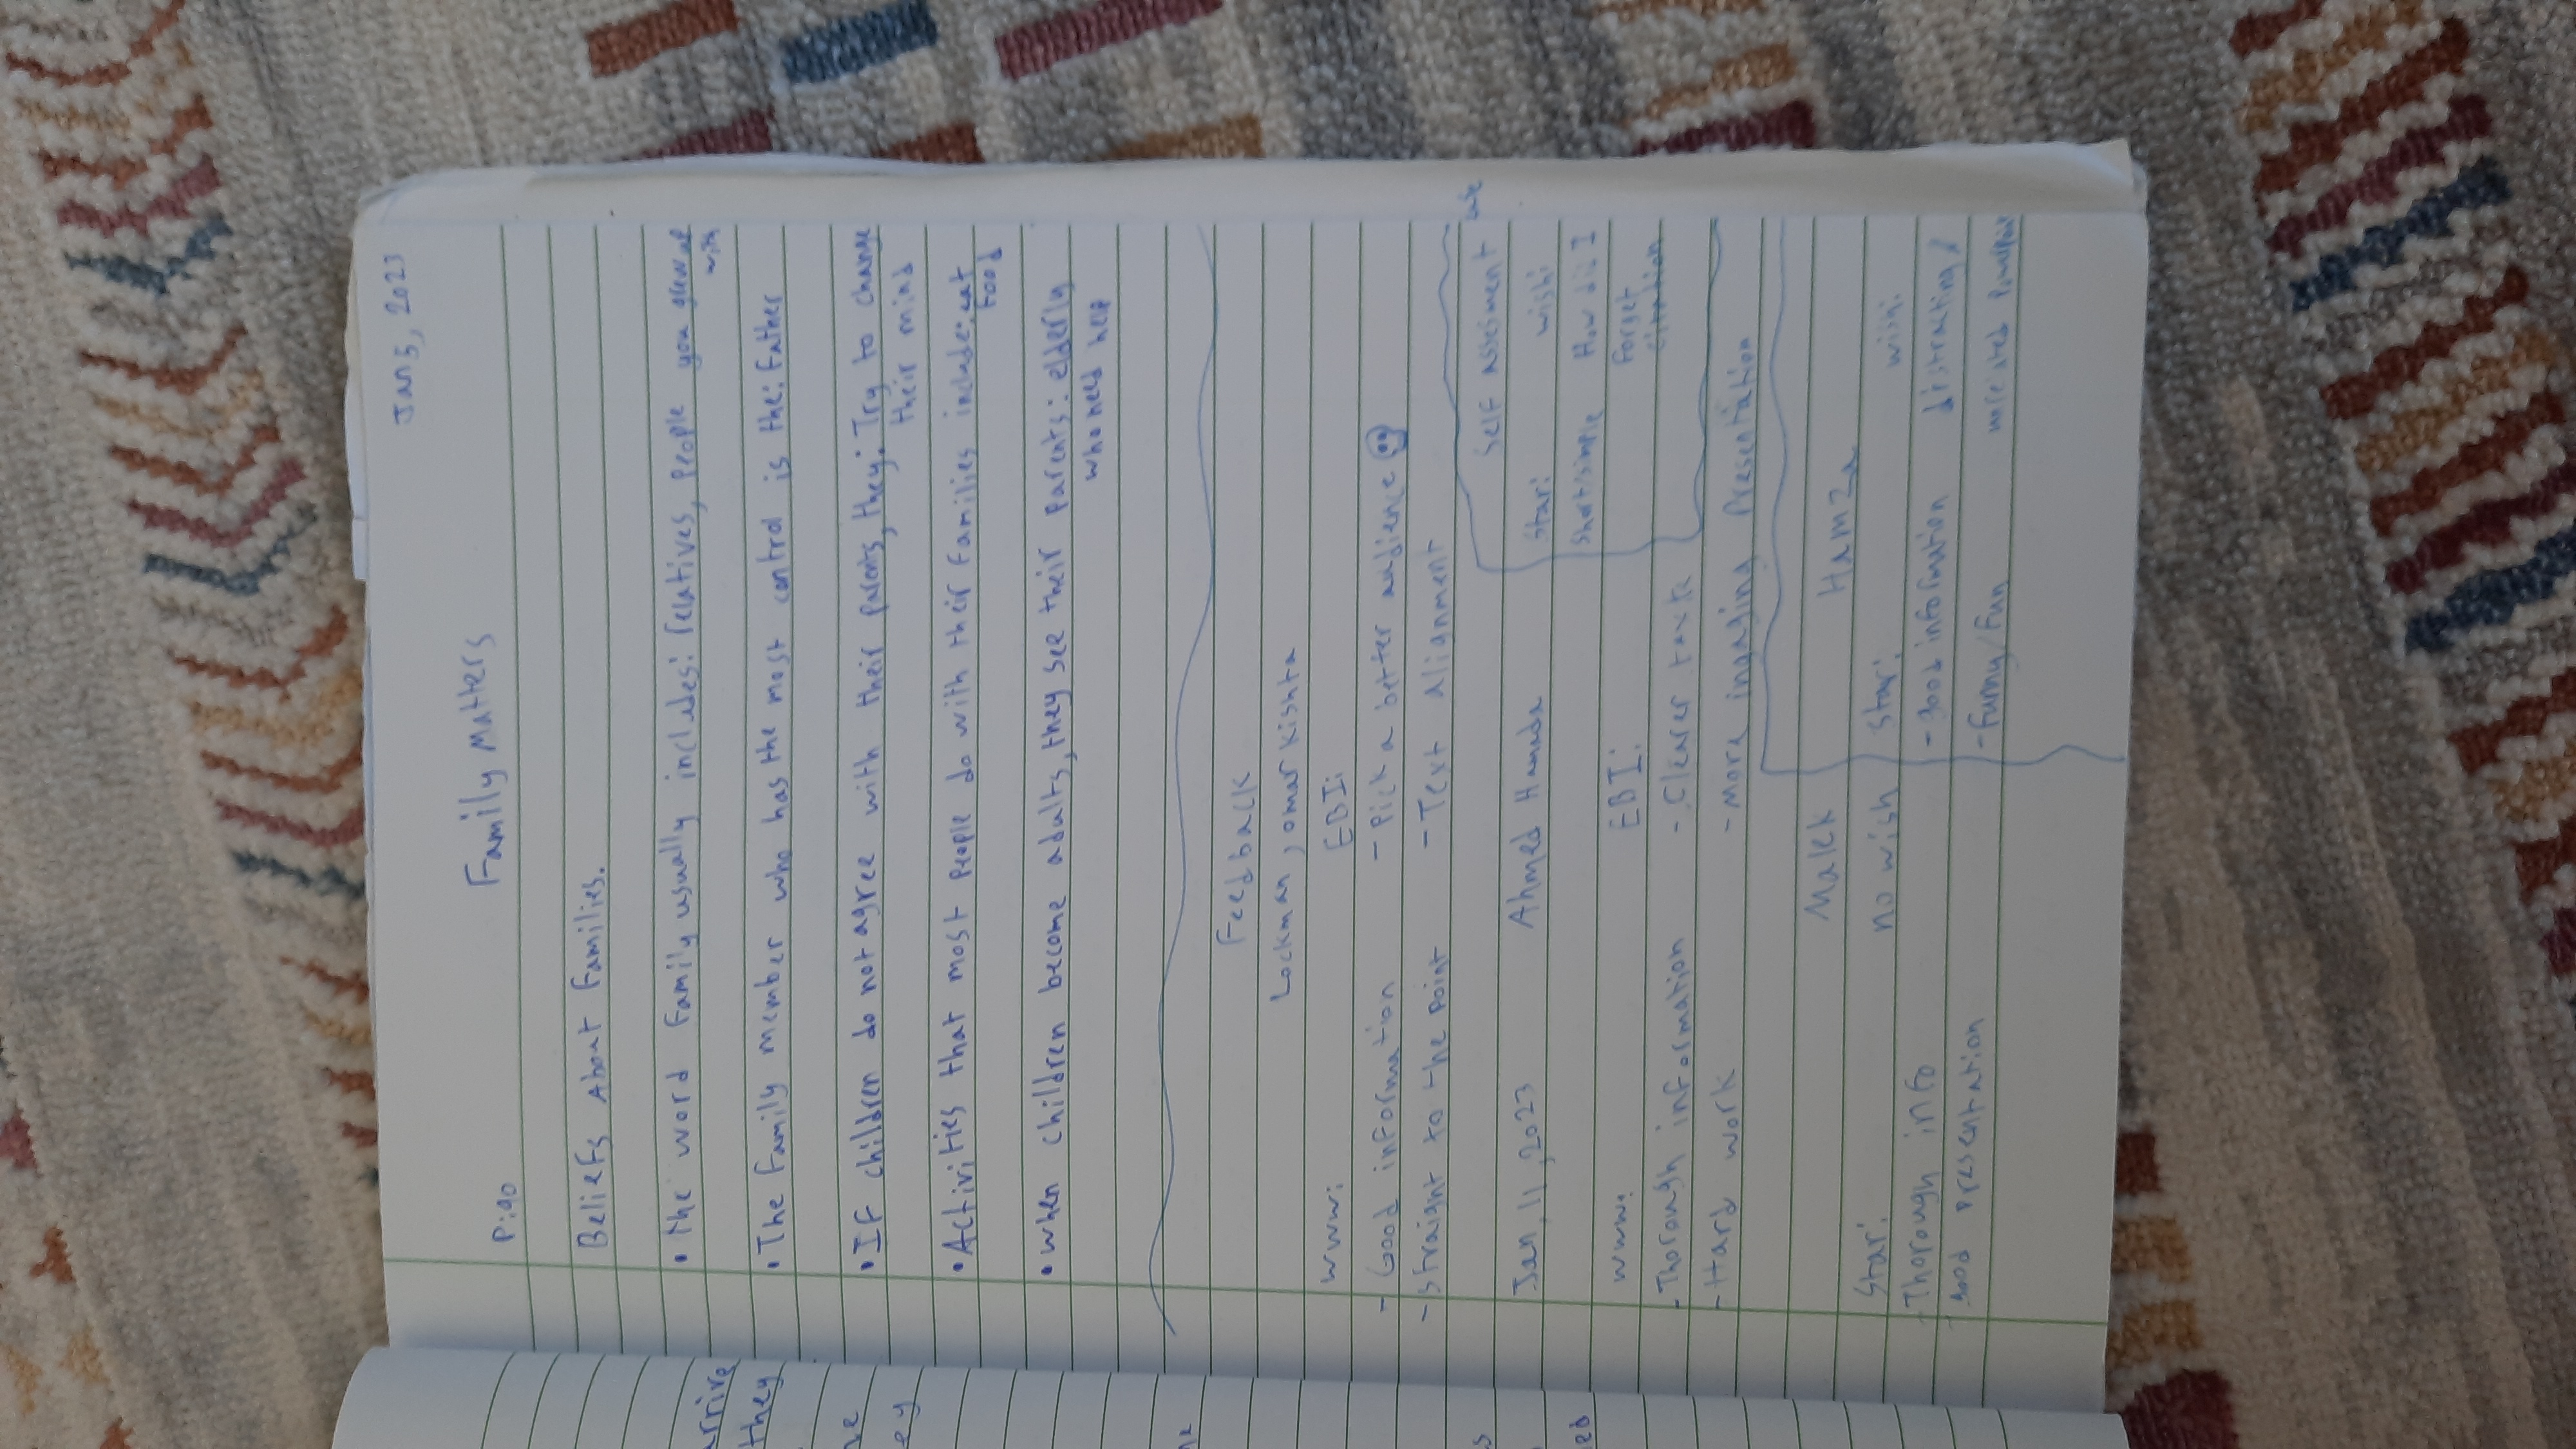 Jan 5, 2023
Family Matters
P:90
Beliefs About Families.
• The word family usually includes: relatives, people you grew up
with
• The family member who has the most control is the: Father
• If children do not agree with their parents, they: Try to change
their mind
• Activities that most people do with their families include: eat
food
• When children become adults, they see their parents: elderly
who need help
Feedback
Lockman, omar kishta
WWW: EBI:
- Good information - Pick a better audience
- straight to the point - Text alignment
Self assesment
Star: wish:
short/simple How did I
forget
citation
Jan, 11, 2023 Ahmed Hamada
WWW: EBI:
- Thorough information - Clearer text
- Hard work - More ingaging Presentation
Malek
Star: no wish
Thorough info
good presentation
Hamza
Star: wish:
- good information distracting/
- Funny/Fun unrelated Powerpoint
arrive
they
ey
ed